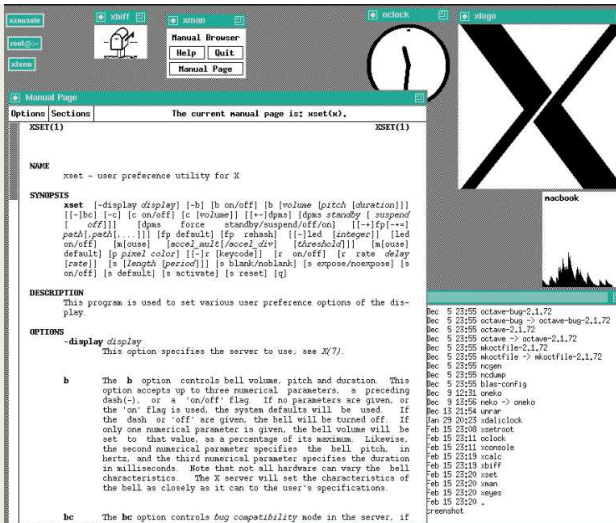 xconsole
root@:~
xterm
xbiff
xman
Manual Browser
Help Quit
Manual Page
oclock
xlogo
macbook
Manual Page
Options Sections The current manual page is: xset(x).
XSET(1) XSET(1)
NAME
xset - user preference utility for X
SYNOPSIS
xset [-display display] [-b] [b on/off] [b [volume [pitch [duration]]]
[[-]bc] [-c] [c on/off] [c [volume]] [[+-]dpms] [dpms standby [ suspend
[ off]]] [dpms force standby/suspend/off/on] [[-+]fp[-+=]
path[,path[,...]]] [fp default] [fp rehash] [[-]led [integer]] [led
on/off] [m[ouse] [accel_mult[/accel_div] [threshold]]] [m[ouse]
default] [p pixel color] [[-]r [keycode]] [r on/off] [r rate delay
[rate]] [s [length [period]]] [s blank/noblank] [s expose/noexpose] [s
on/off] [s default] [s activate] [s reset] [q]
DESCRIPTION
This program is used to set various user preference options of the dis-
play.
OPTIONS
-display display
This option specifies the server to use; see X(7).
b The b option controls bell volume, pitch and duration. This
option accepts up to three numerical parameters, a preceding
dash(-), or a 'on/off' flag. If no parameters are given, or
the 'on' flag is used, the system defaults will be used. If
the dash or 'off' are given, the bell will be turned off. If
only one numerical parameter is given, the bell volume will be
set to that value, as a percentage of its maximum. Likewise,
the second numerical parameter specifies the bell pitch, in
hertz, and the third numerical parameter specifies the duration
in milliseconds. Note that not all hardware can vary the bell
characteristics. The X server will set the characteristics of
the bell as closely as it can to the user's specifications.
bc The bc option controls bug compatibility mode in the server, if
Dec 5 23:55 octave-bug-2.1.72
Dec 5 23:55 octave-bug -> octave-bug-2.1.72
Dec 5 23:55 octave-2.1.72
Dec 5 23:55 octave -> octave-2.1.72
Dec 5 23:55 mkoctfile-2.1.72
Dec 5 23:55 mkoctfile -> mkoctfile-2.1.72
Dec 5 23:55 ncgen
Dec 5 23:55 ncdump
Dec 5 23:55 blas-config
Dec 9 12:31 oneko
Dec 9 13:56 neko -> oneko
Dec 13 21:54 unrar
Jan 29 20:23 xdaliclock
Feb 15 23:08 xsetroot
Feb 15 23:11 oclock
Feb 15 23:11 xconsole
Feb 15 23:19 xcalc
Feb 15 23:19 xbiff
Feb 15 23:20 xset
Feb 15 23:20 xman
Feb 15 23:20 xeyes
Feb 15 23:20 .
creenshot